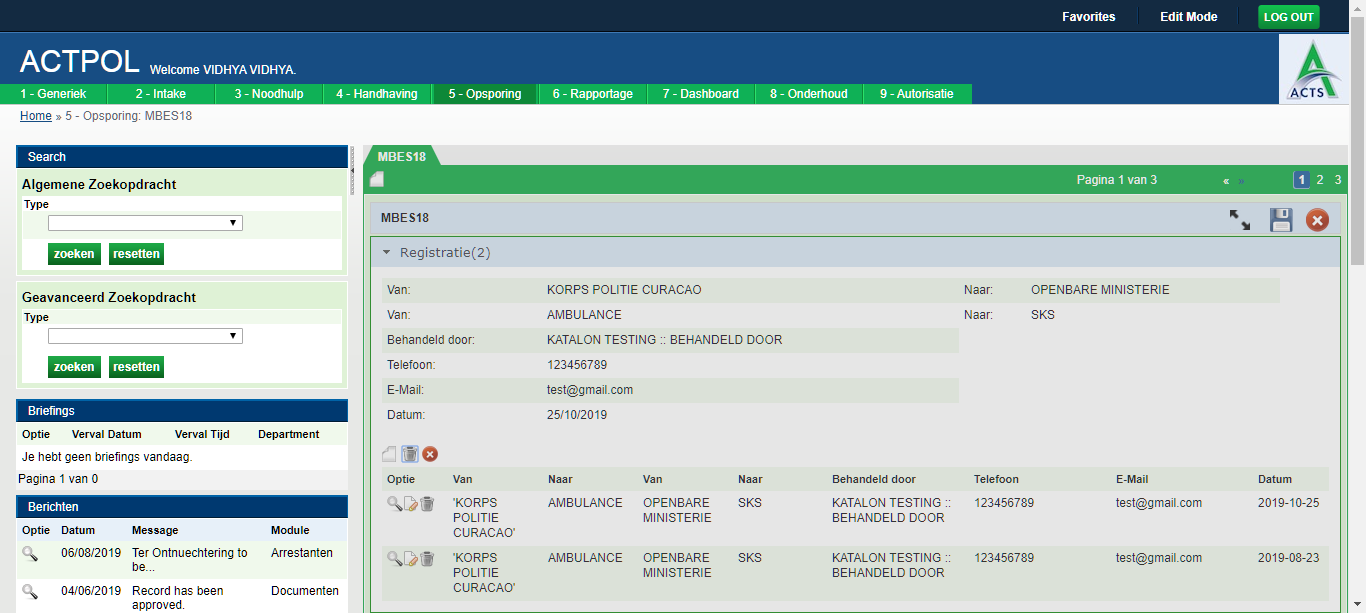 Favorites Edit Mode LOG OUT
ACTPOL Welcome VIDHYA VIDHYA.
ACTS
1 - Generiek 2 - Intake 3 - Noodhulp 4 - Handhaving 5 - Opsporing 6 - Rapportage 7 - Dashboard 8 - Onderhoud 9 - Autorisatie
Home » 5 - Opsporing: MBES18
Search
Algemene Zoekopdracht
Type
zoeken resetten
Geavanceerd Zoekopdracht
Type
zoeken resetten
Briefings
Optie Verval Datum Verval Tijd Department
Je hebt geen briefings vandaag.
Pagina 1 van 0
Berichten
Optie Datum Message Module
06/08/2019 Ter Ontnuechtering to Arrestanten
be...
04/06/2019 Record has been Documenten
approved.
MBES18
Pagina 1 van 3 « » 1 2 3
MBES18
Registratie(2)
Van: KORPS POLITIE CURACAO Naar: OPENBARE MINISTERIE
Van: AMBULANCE Naar: SKS
Behandeld door: KATALON TESTING :: BEHANDELD DOOR
Telefoon: 123456789
E-Mail: test@gmail.com
Datum: 25/10/2019
Optie Van Naar Van Naar Behandeld door Telefoon E-Mail Datum
'KORPS AMBULANCE OPENBARE SKS KATALON TESTING :: 123456789 test@gmail.com 2019-10-25
POLITIE MINISTERIE BEHANDELD DOOR
CURACAO'
'KORPS AMBULANCE OPENBARE SKS KATALON TESTING :: 123456789 test@gmail.com 2019-08-23
POLITIE MINISTERIE BEHANDELD DOOR
CURACAO'